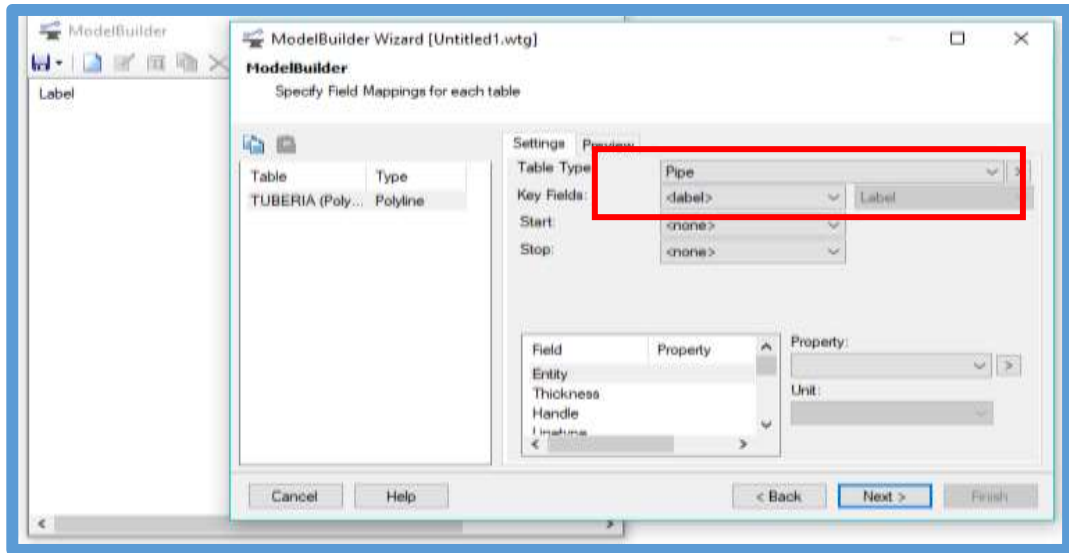 ModelBuilder
Label
ModelBuilder Wizard [Untitled1.wtg]
ModelBuilder
Specify Field Mappings for each table
Table Type
TUBERIA (Poly... Polyline
Settings Preview
Table Type
Pipe
>
Key Fields:
<label>
Label
Start:
<none>
Stop:
<none>
Field Property
Entity
Thickness
Handle
Linetype
Property:
>
Unit:
Cancel
Help
< Back
Next >
Finish